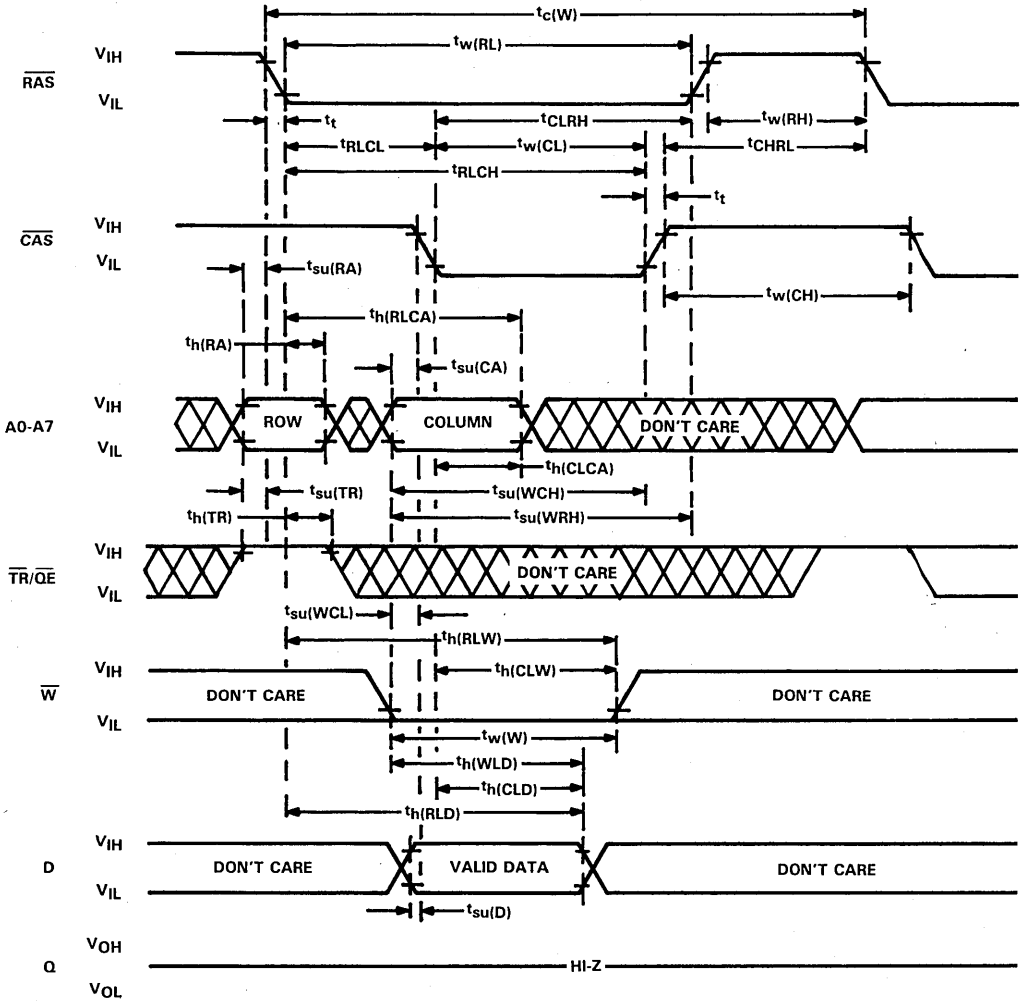 tc(W)
VIH
tw(RL)
RAS
VIL
tt
tCLRH
tw(RH)
tRLCL
tw(CL)
tCHRL
tRLCH
tt
VIH
CAS
VIL
tsu(RA)
tw(CH)
th(RLCA)
th(RA)
tsu(CA)
VIH
A0-A7
ROW
COLUMN
DON'T CARE
VIL
th(CLCA)
tsu(TR)
tsu(WCH)
th(TR)
tsu(WRH)
VIH
TR/QE
DON'T CARE
VIL
tsu(WCL)
th(RLW)
VIH
th(CLW)
W
DON'T CARE
DON'T CARE
VIL
tw(W)
th(WLD)
th(CLD)
th(RLD)
VIH
D
DON'T CARE
VALID DATA
DON'T CARE
VIL
tsu(D)
VOH
Q
HI-Z
VOL